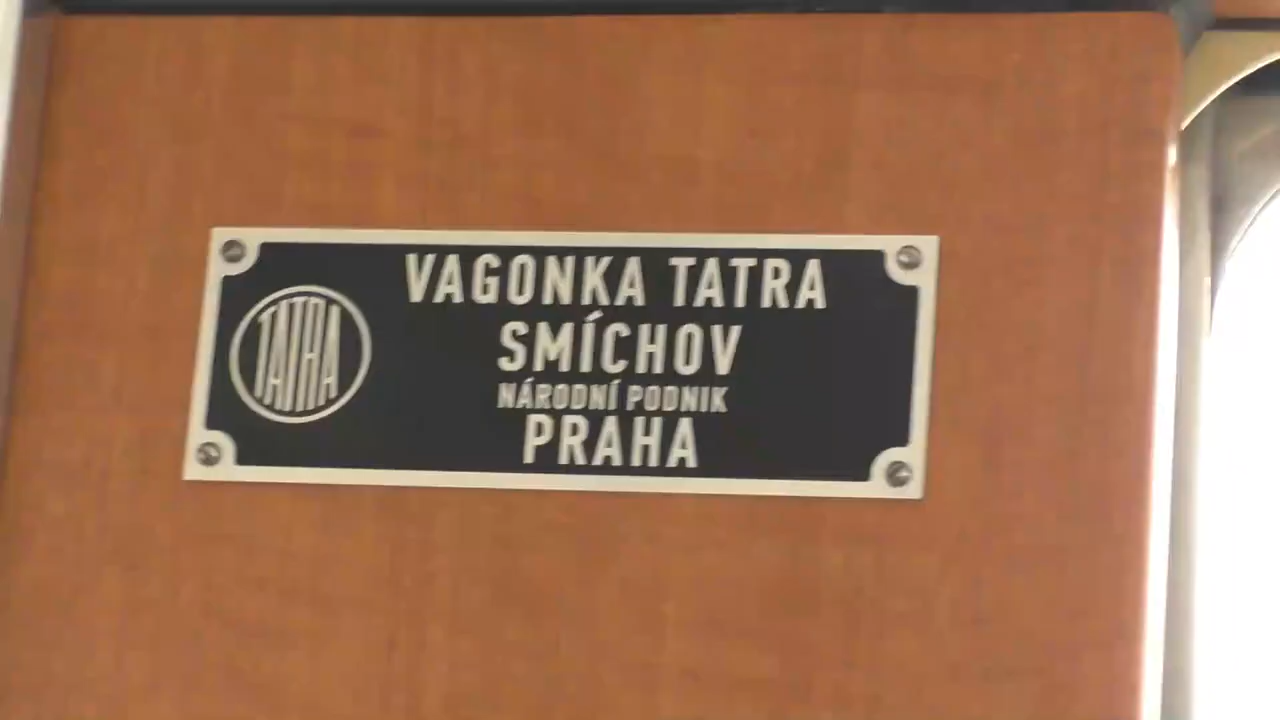 TATRA
VAGONKA TATRA
SMÍCHOV
NÁRODNÍ PODNIK
PRAHA